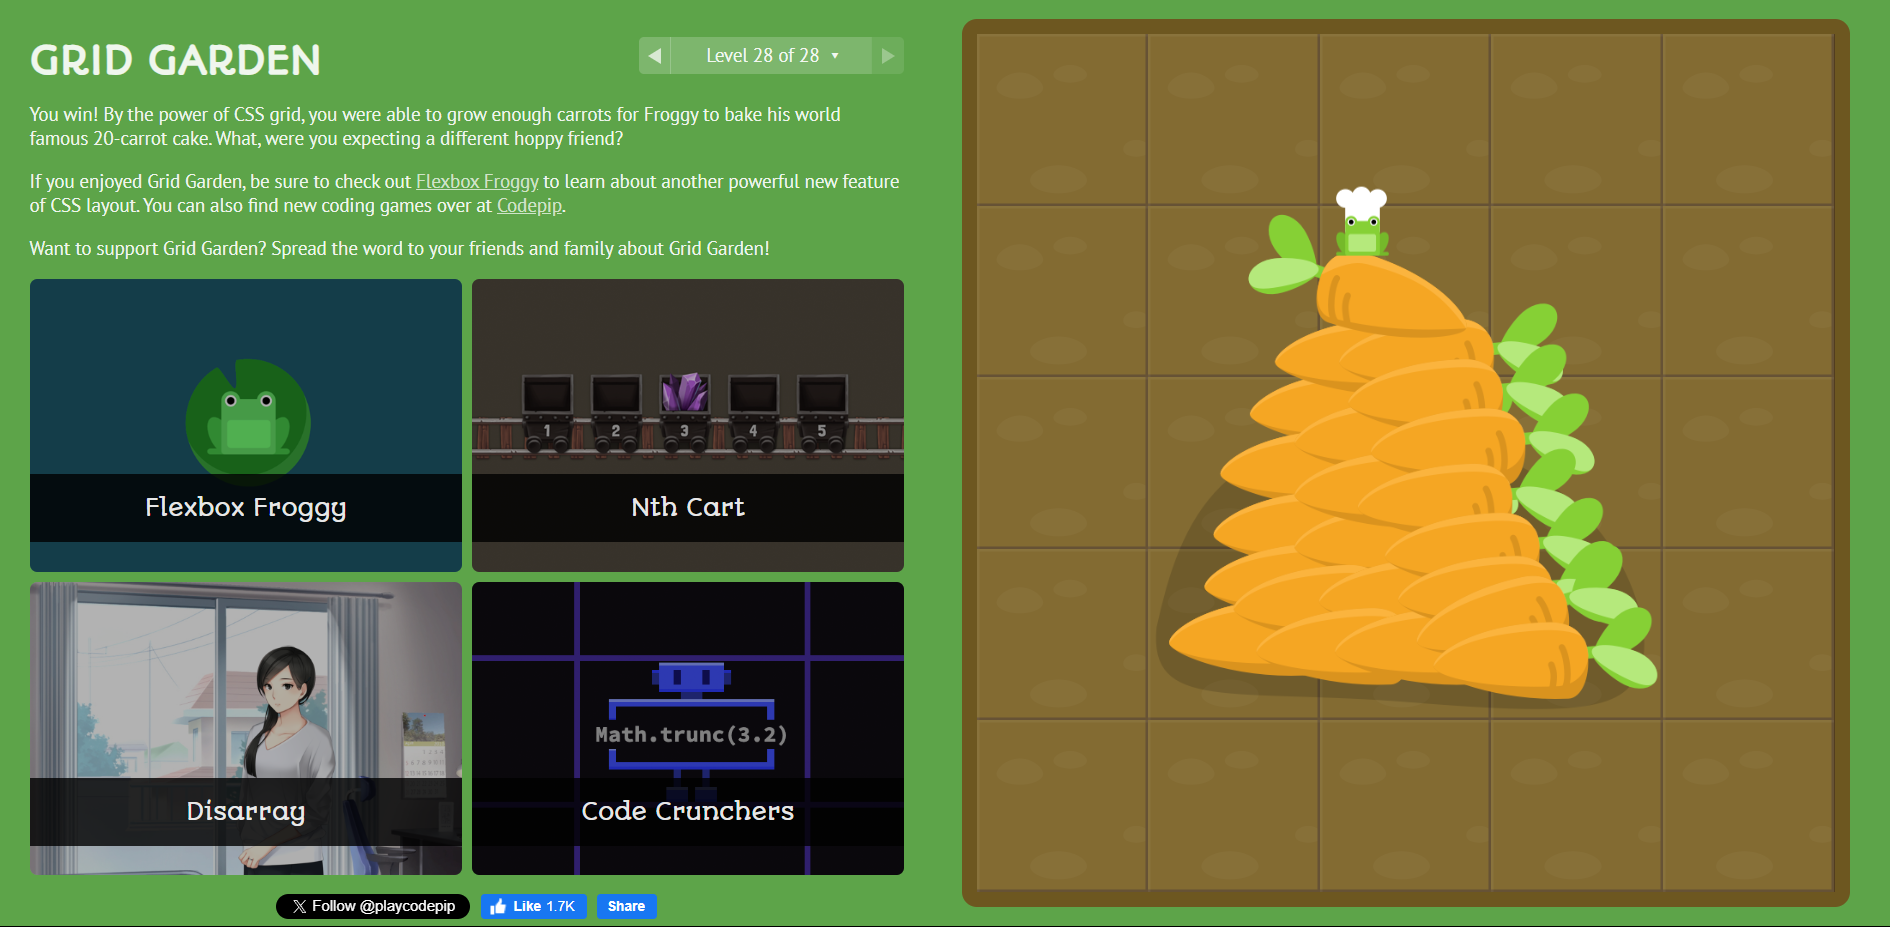 GRID GARDEN
Level 28 of 28
You win! By the power of CSS grid, you were able to grow enough carrots for Froggy to bake his world
famous 20-carrot cake. What, were you expecting a different hoppy friend?
If you enjoyed Grid Garden, be sure to check out Flexbox Froggy to learn about another powerful new feature
of CSS layout. You can also find new coding games over at Codepip.
Want to support Grid Garden? Spread the word to your friends and family about Grid Garden!
Flexbox Froggy
1 2 3 4 5
Nth Cart
Disarray
Math.trunc(3.2)
Code Crunchers
Follow @playcodepip
Like 1.7K
Share